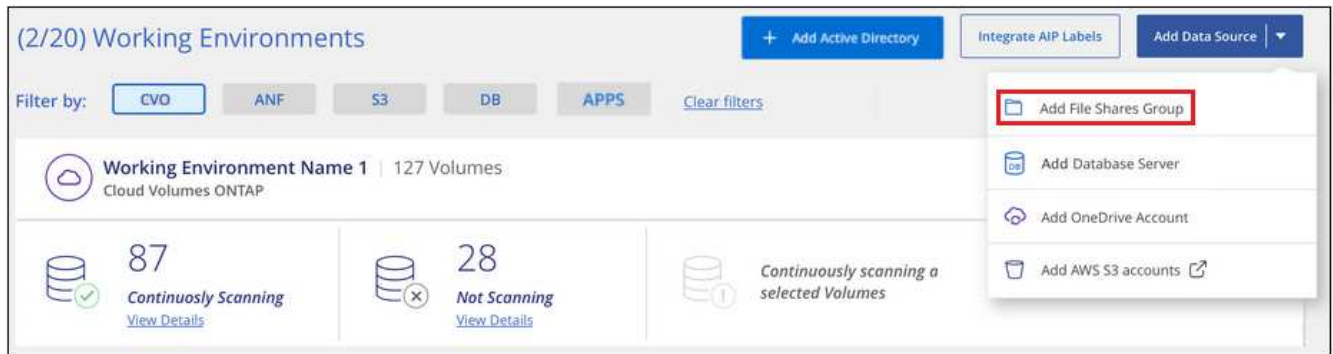 (2/20) Working Environments
+ Add Active Directory
Integrate AIP Labels
Add Data Source
Filter by:
CVO
ANF
S3
DB
APPS
Clear filters
Add File Shares Group
DB
Add Database Server
Add OneDrive Account
Add AWS S3 accounts
Working Environment Name 1 | 127 Volumes
Cloud Volumes ONTAP
87
Continuosly Scanning
View Details
28
Not Scanning
View Details
Continuously scanning a
selected Volumes